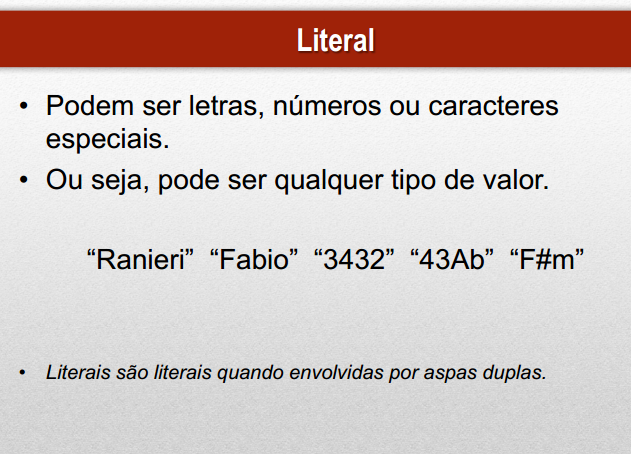 Literal
• Podem ser letras, números ou caracteres
especiais.
• Ou seja, pode ser qualquer tipo de valor.
“Ranieri” “Fabio” “3432” “43Ab” “F#m”
• Literais são literais quando envolvidas por aspas duplas.